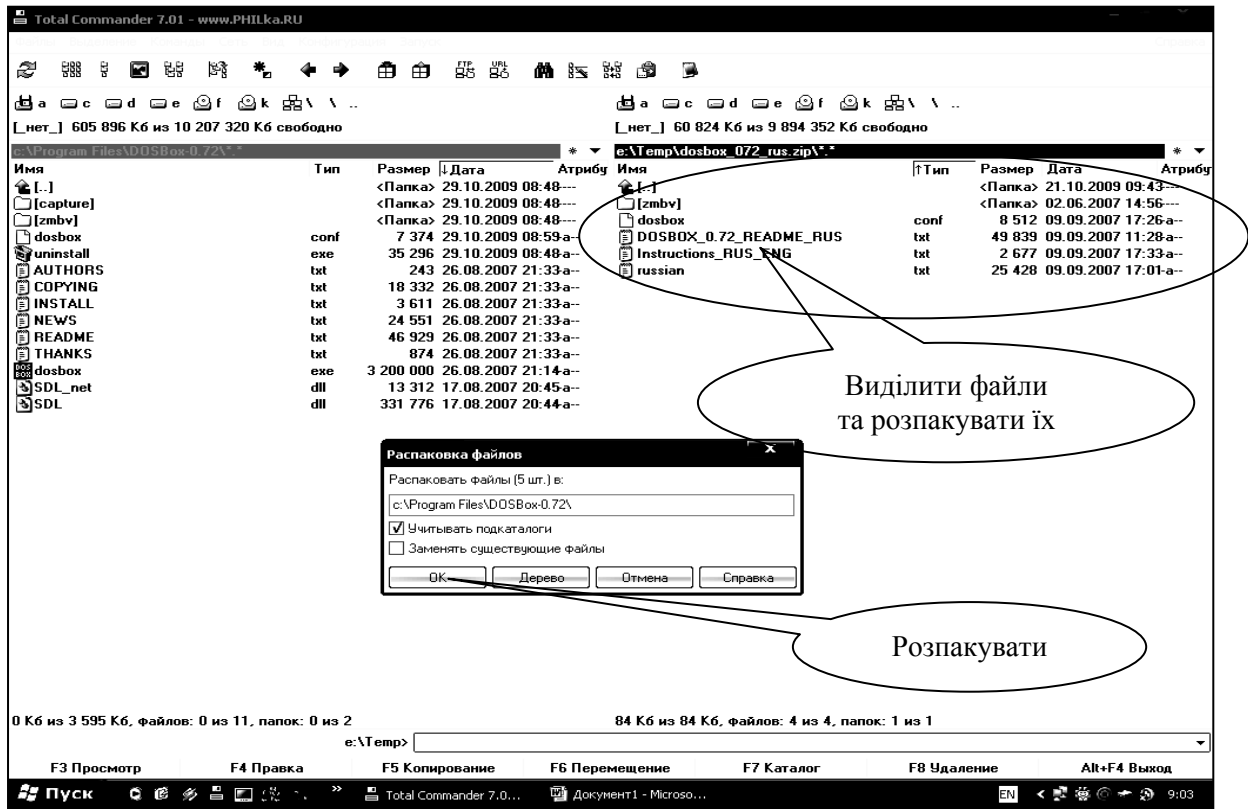 Total Commander 7.01 - www.PHILka.RU
FTP URL
a c d e f k \ \ ..
a c d e f k \ \ ..
[_нет_] 605 896 Кб из 10 207 320 Кб свободно
[_нет_] 60 824 Кб из 9 894 352 Кб свободно
c:\Program Files\DOSBox-0.72\*.* * ▼
e:\Temp\dosbox_072_rus.zip\*.* * ▼
Имя Тип Размер ↓Дата Атрибу
[..] <Папка> 29.10.2009 08:48 ----
[capture] <Папка> 29.10.2009 08:48 ----
[zmbv] <Папка> 29.10.2009 08:48 ----
dosbox conf 7 374 29.10.2009 08:59 -a--
uninstall exe 35 296 29.10.2009 08:48 -a--
AUTHORS txt 243 26.08.2007 21:33 -a--
COPYING txt 18 332 26.08.2007 21:33 -a--
INSTALL txt 3 611 26.08.2007 21:33 -a--
NEWS txt 24 551 26.08.2007 21:33 -a--
README txt 46 929 26.08.2007 21:33 -a--
THANKS txt 874 26.08.2007 21:33 -a--
dosbox exe 3 200 000 26.08.2007 21:14 -a--
SDL_net dll 13 312 17.08.2007 20:45 -a--
SDL dll 331 776 17.08.2007 20:44 -a--
Имя ↑Тип Размер Дата Атрибу
[..] <Папка> 21.10.2009 09:43 ----
[zmbv] <Папка> 02.06.2007 14:56 ----
dosbox conf 8 512 09.09.2007 17:26 -a--
DOSBOX_0.72_README_RUS txt 49 839 09.09.2007 11:28 -a--
Instructions_RUS_ENG txt 2 677 09.09.2007 17:33 -a--
russian txt 25 428 09.09.2007 17:01 -a--
Виділити файли
та розпакувати їх
Распаковка файлов x
Распаковать файлы (5 шт.) в:
c:\Program Files\DOSBox-0.72\
Учитывать подкаталоги
Заменять существующие файлы
OK Дерево Отмена Справка
Розпакувати
0 Кб из 3 595 Кб, файлов: 0 из 11, папок: 0 из 2
84 Кб из 84 Кб, файлов: 4 из 4, папок: 1 из 1
e:\Temp>
F3 Просмотр F4 Правка F5 Копирование F6 Перемещение F7 Каталог F8 Удаление Alt+F4 Выход
Пуск » Total Commander 7.0... Документ1 - Microso... EN < 9:03